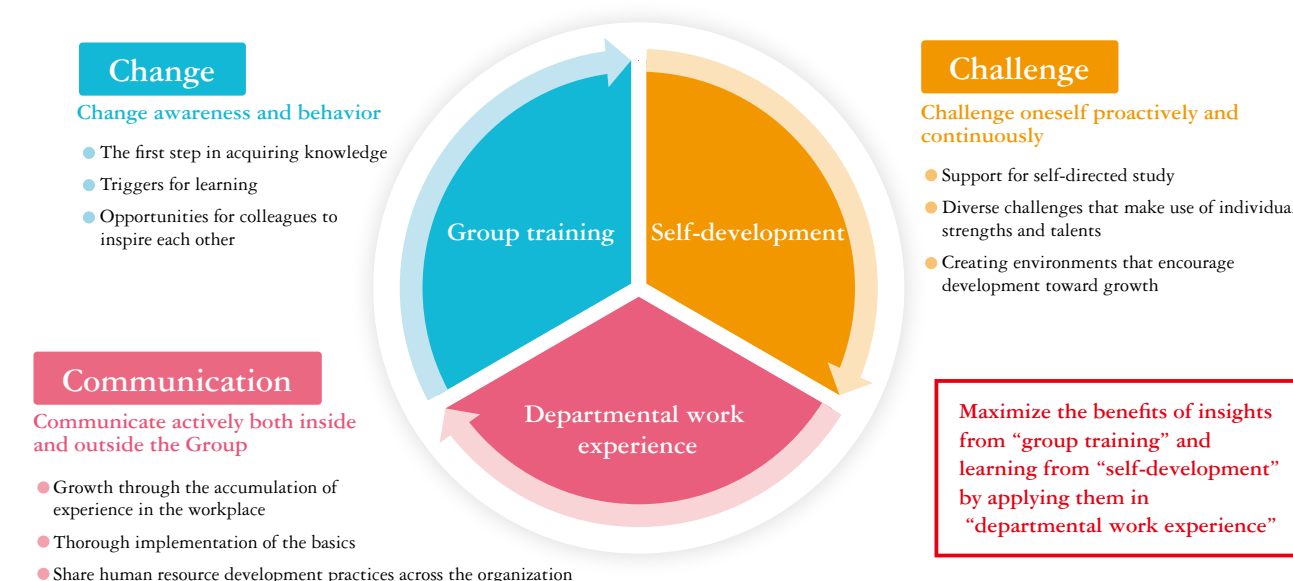 Change
Change awareness and behavior
The first step in acquiring knowledge
Triggers for learning
Opportunities for colleagues to
inspire each other
Group training
Self-development
Departmental work
experience
Challenge
Challenge oneself proactively and
continuously
Support for self-directed study
Diverse challenges that make use of individual
strengths and talents
Creating environments that encourage
development toward growth
Communication
Communicate actively both inside
and outside the Group
Growth through the accumulation of
experience in the workplace
Thorough implementation of the basics
Share human resource development practices across the organization
Maximize the benefits of insights
from “group training” and
learning from “self-development”
by applying them in
“departmental work experience”